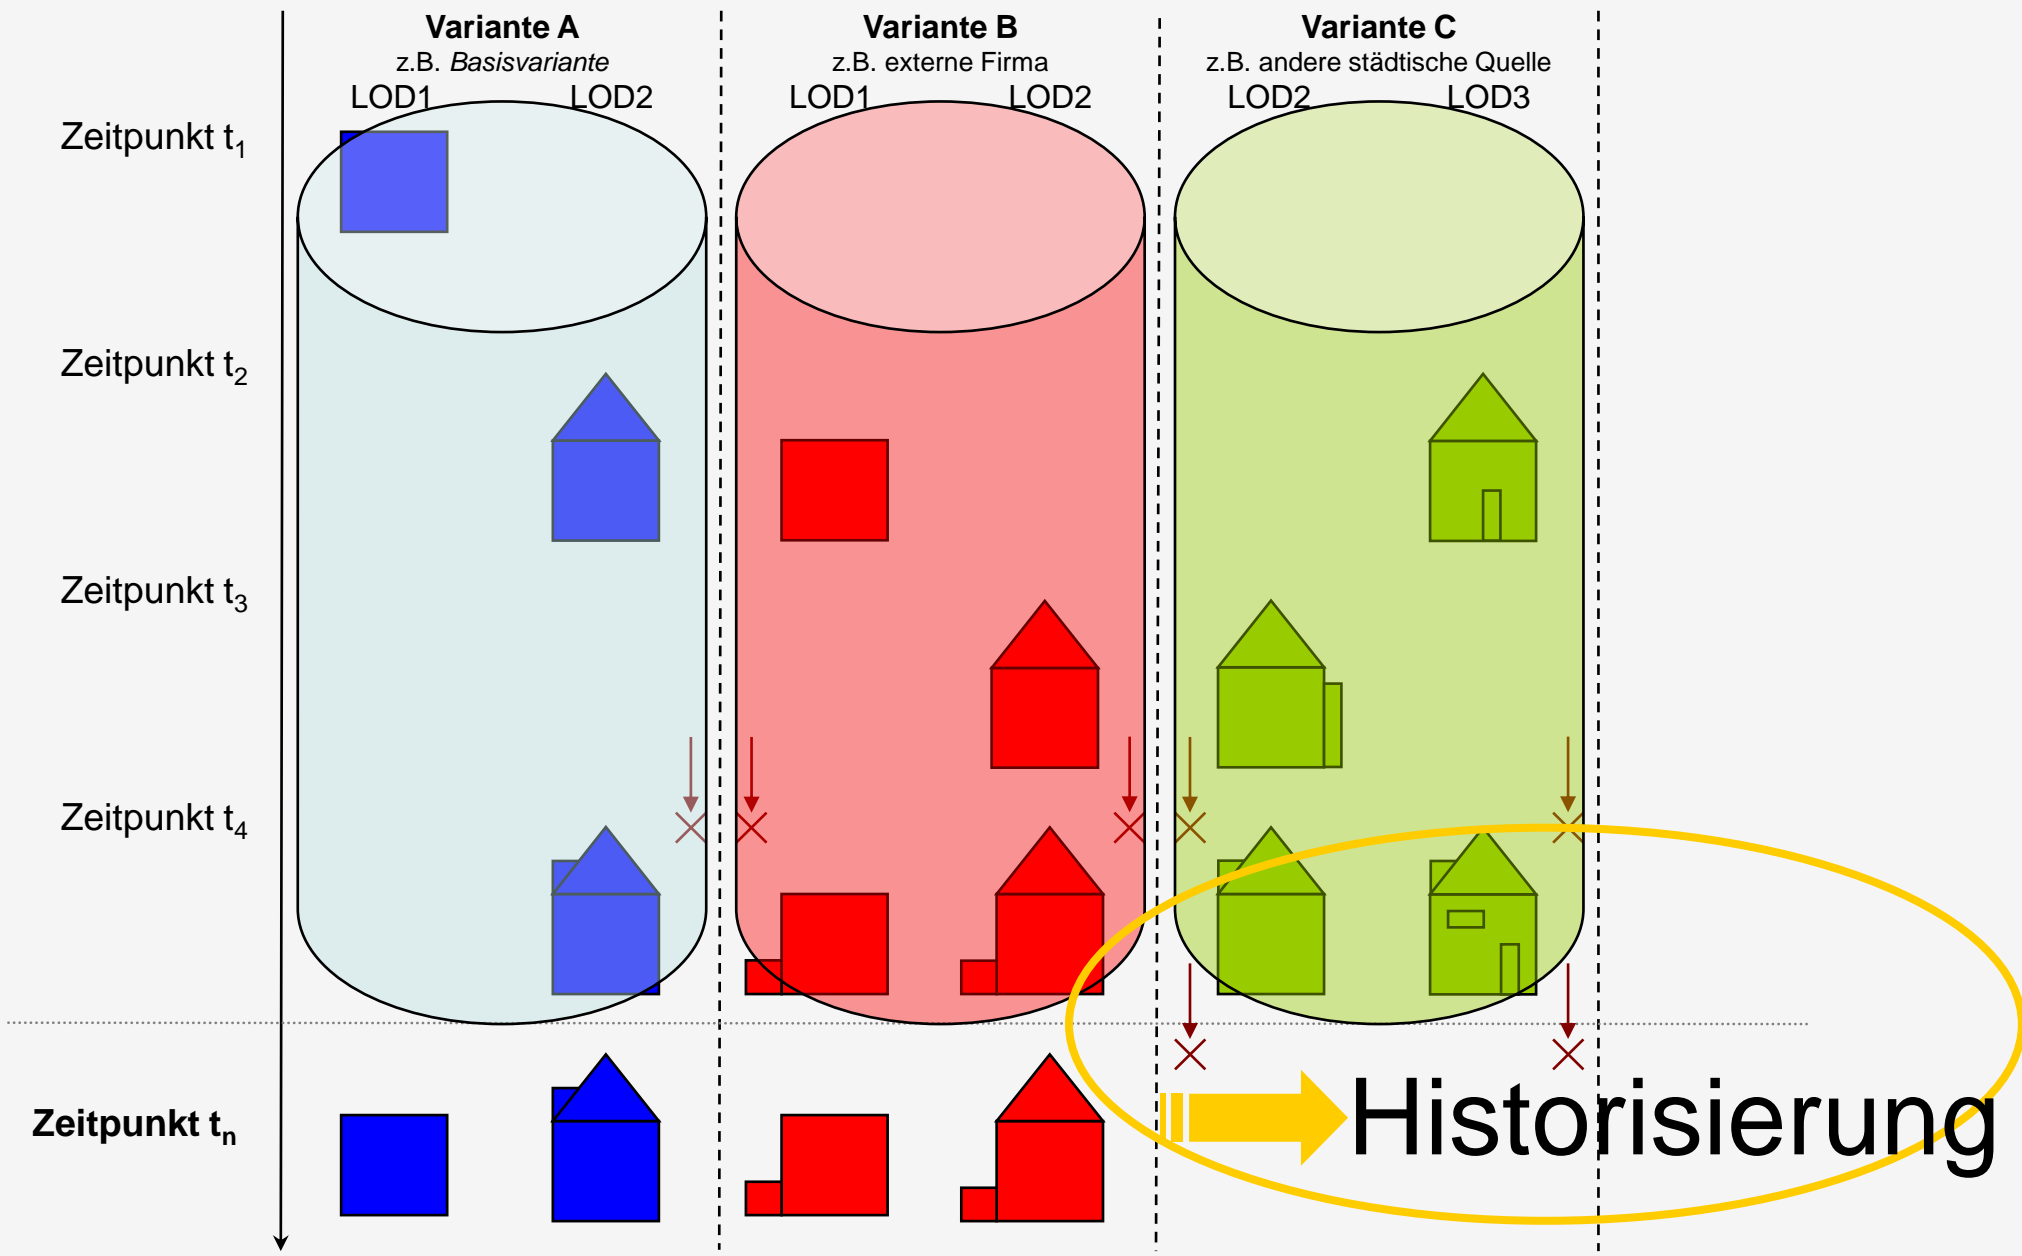 Variante A
z.B. Basisvariante
LOD1 LOD2
Variante B
z.B. externe Firma
LOD1 LOD2
Variante C
z.B. andere städtische Quelle
LOD2 LOD3
Zeitpunkt t1
Zeitpunkt t2
Zeitpunkt t3
Zeitpunkt t4
Zeitpunkt tn
Historisierung